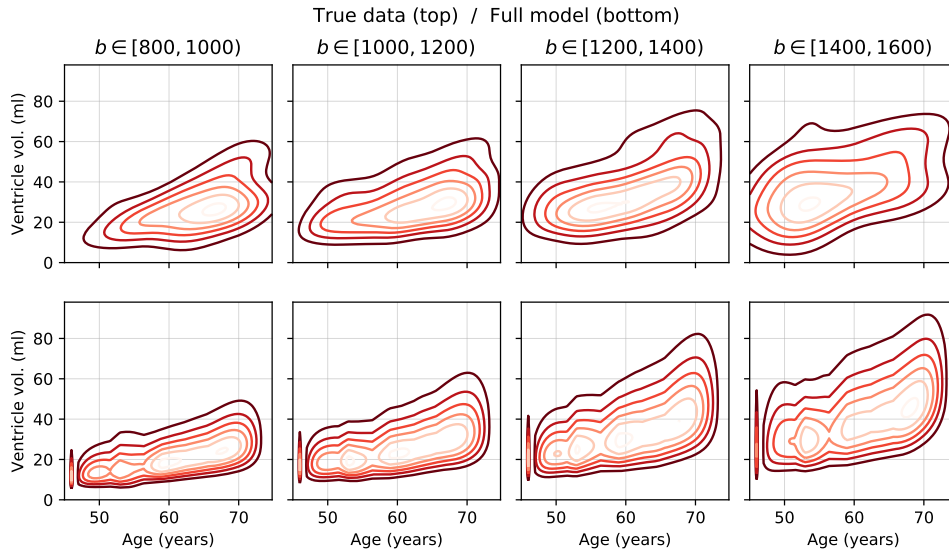 True data (top) / Full model (bottom)
b ∈ [800, 1000) b ∈ [1000, 1200) b ∈ [1200, 1400) b ∈ [1400, 1600)
Ventricle vol. (ml)
80
60
40
20
0
Ventricle vol. (ml)
80
60
40
20
0
50 60 70 50 60 70 50 60 70 50 60 70
Age (years) Age (years) Age (years) Age (years)